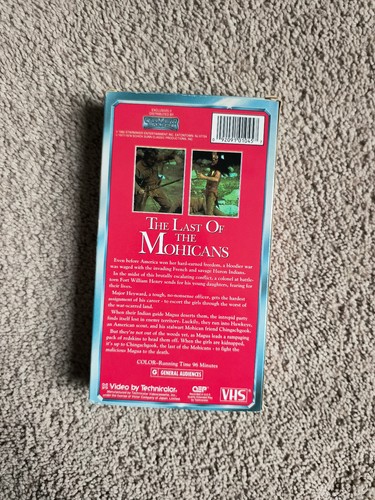 THE LAST OF
THE
MOHICANS
Even before America won her hard-earned freedom, a bloodier war
was waged with the invading French and savage Huron Indians.
In the midst of this brutally escalating conflict, a colonel at battle-
torn Fort William Henry sends for his young daughters, fearing for
their lives.
Major Heyward, a tough, no-nonsense officer, gets the hardest
assignment of his career - to escort the girls through the worst of
the war-scarred land.
When their Indian guide Magua deserts them, the intrepid party
finds itself lost in enemy territory. Luckily, they run into Hawkeye,
an American scout, and his stalwart Mohican friend Chingachgook.
But they're not out of the woods yet, as Magua leads a rampaging
pack of redskins to head them off. When the girls are kidnapped,
it's up to Chingachgook, the last of the Mohicans - to fight the
malicious Magua to the death.
COLOR-Running Time 96 Minutes
G GENERAL AUDIENCES
Video by Technicolor
VHS